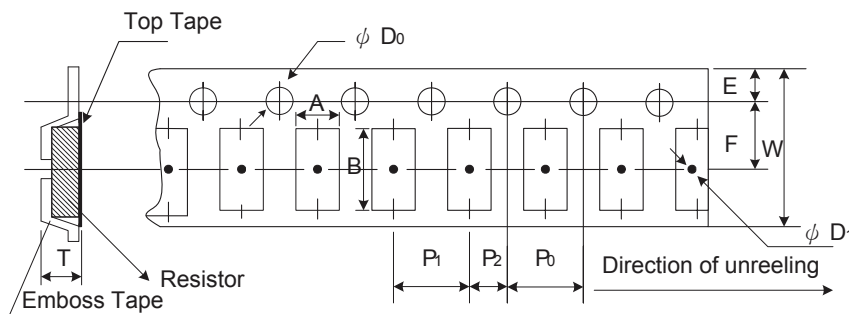 Top Tape
ψ D0
A
E
B
F
W
ψ D1
T
Resistor
P1
P2
P0
Direction of unreeling
Emboss Tape